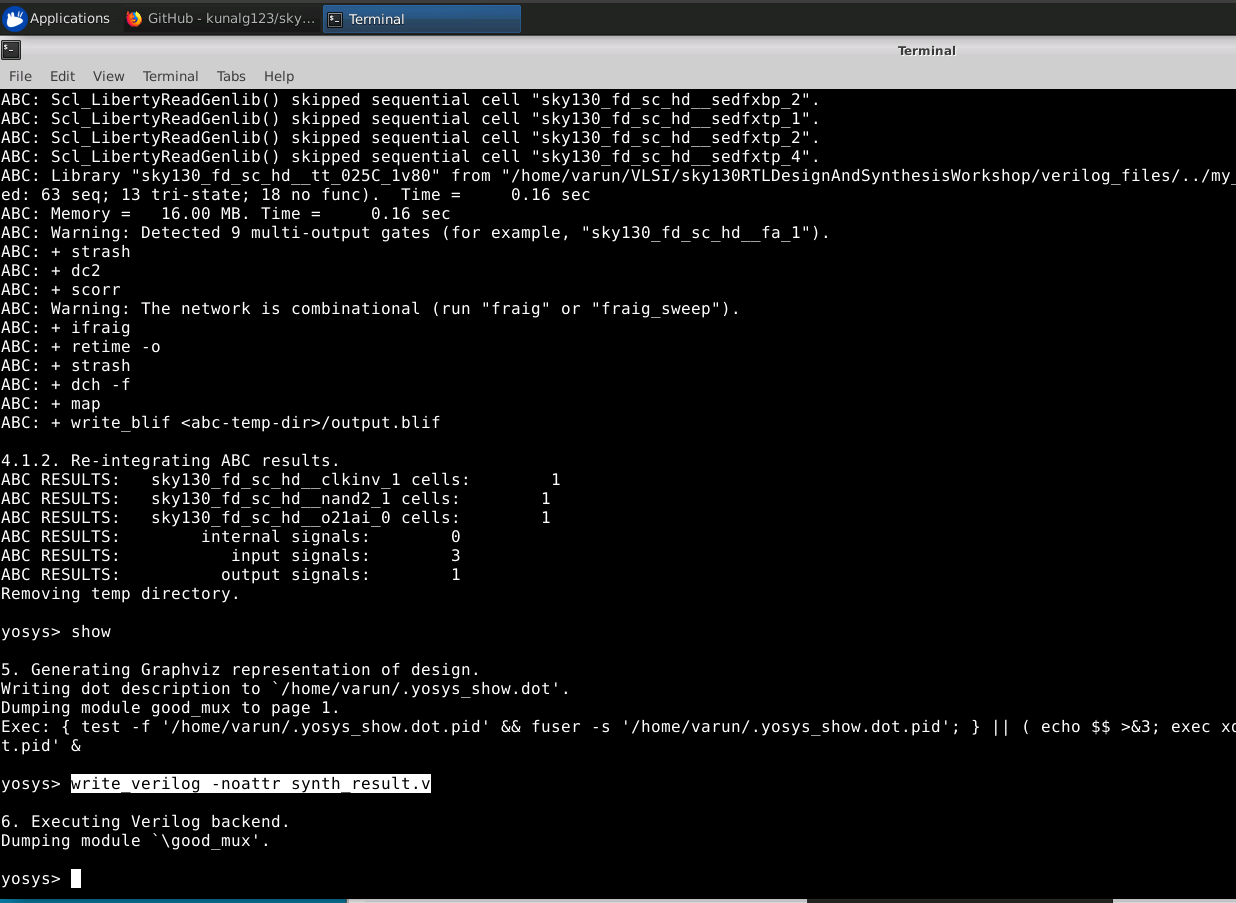 Applications GitHub - kunalg123/sky... Terminal
Terminal
File Edit View Terminal Tabs Help
ABC: Scl_LibertyReadGenlib() skipped sequential cell "sky130_fd_sc_hd__sedfxbp_2".
ABC: Scl_LibertyReadGenlib() skipped sequential cell "sky130_fd_sc_hd__sedfxtp_1".
ABC: Scl_LibertyReadGenlib() skipped sequential cell "sky130_fd_sc_hd__sedfxtp_2".
ABC: Scl_LibertyReadGenlib() skipped sequential cell "sky130_fd_sc_hd__sedfxtp_4".
ABC: Library "sky130_fd_sc_hd__tt_025C_1v80" from "/home/varun/VLSI/sky130RTLDesignAndSynthesisWorkshop/verilog_files/../my_
ed: 63 seq; 13 tri-state; 18 no func).  Time =     0.16 sec
ABC: Memory =   16.00 MB. Time =     0.16 sec
ABC: Warning: Detected 9 multi-output gates (for example, "sky130_fd_sc_hd__fa_1").
ABC: + strash
ABC: + dc2
ABC: + scorr
ABC: Warning: The network is combinational (run "fraig" or "fraig_sweep").
ABC: + ifraig
ABC: + retime -o
ABC: + strash
ABC: + dch -f
ABC: + map
ABC: + write_blif <abc-temp-dir>/output.blif
4.1.2. Re-integrating ABC results.
ABC RESULTS:   sky130_fd_sc_hd__clkinv_1 cells:        1
ABC RESULTS:   sky130_fd_sc_hd__nand2_1 cells:        1
ABC RESULTS:   sky130_fd_sc_hd__o21ai_0 cells:        1
ABC RESULTS:        internal signals:        0
ABC RESULTS:           input signals:        3
ABC RESULTS:          output signals:        1
Removing temp directory.
yosys> show
5. Generating Graphviz representation of design.
Writing dot description to `/home/varun/.yosys_show.dot'.
Dumping module good_mux to page 1.
Exec: { test -f '/home/varun/.yosys_show.dot.pid' && fuser -s '/home/varun/.yosys_show.dot.pid'; } || ( echo $$ >&3; exec xd
t.pid' &
yosys> write_verilog -noattr synth_result.v
6. Executing Verilog backend.
Dumping module `\good_mux'.
yosys>